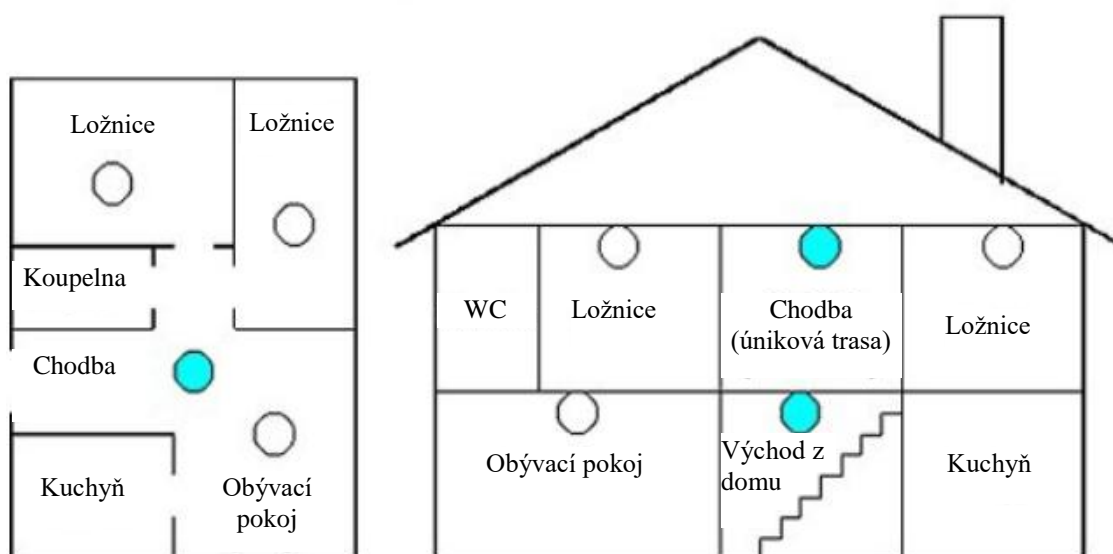 Ložnice
Ložnice
Koupelna
Chodba
Kuchyň
Obývací
pokoj
WC
Ložnice
Chodba
(úniková trasa)
Ložnice
Obývací pokoj
Východ z
domu
Kuchyň